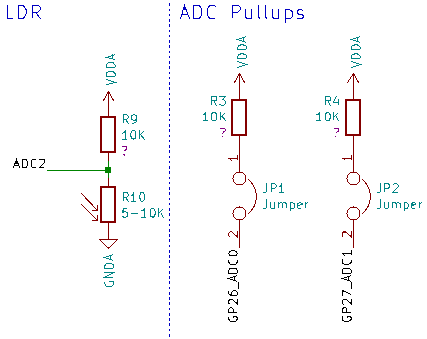 LDR
VDDA
R9
10K
?
ADC2
R10
5-10K
GNDA
ADC Pullups
VDDA
R3
10K
?
1
JP1
Jumper
2
GP26_ADC0
VDDA
R4
10K
?
1
JP2
Jumper
2
GP27_ADC1